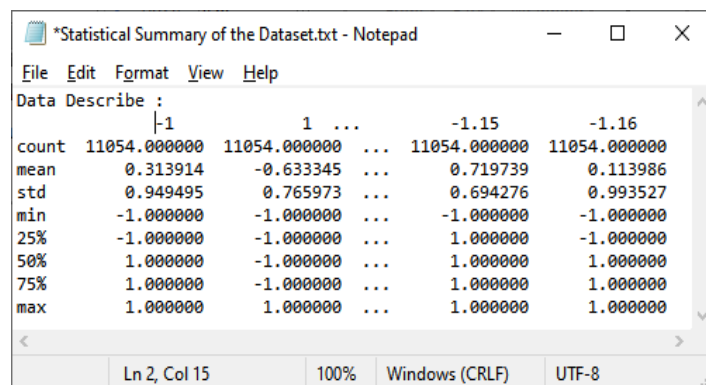 *Statistical Summary of the Dataset.txt - Notepad
File Edit Format View Help
Data Describe :
-1 1 ... -1.15 -1.16
count 11054.000000 11054.000000 ... 11054.000000 11054.000000
mean 0.313914 -0.633345 ... 0.719739 0.113986
std 0.949495 0.765973 ... 0.694276 0.993527
min -1.000000 -1.000000 ... -1.000000 -1.000000
25% -1.000000 -1.000000 ... 1.000000 -1.000000
50% 1.000000 -1.000000 ... 1.000000 1.000000
75% 1.000000 -1.000000 ... 1.000000 1.000000
max 1.000000 1.000000 ... 1.000000 1.000000
Ln 2, Col 15 100% Windows (CRLF) UTF-8